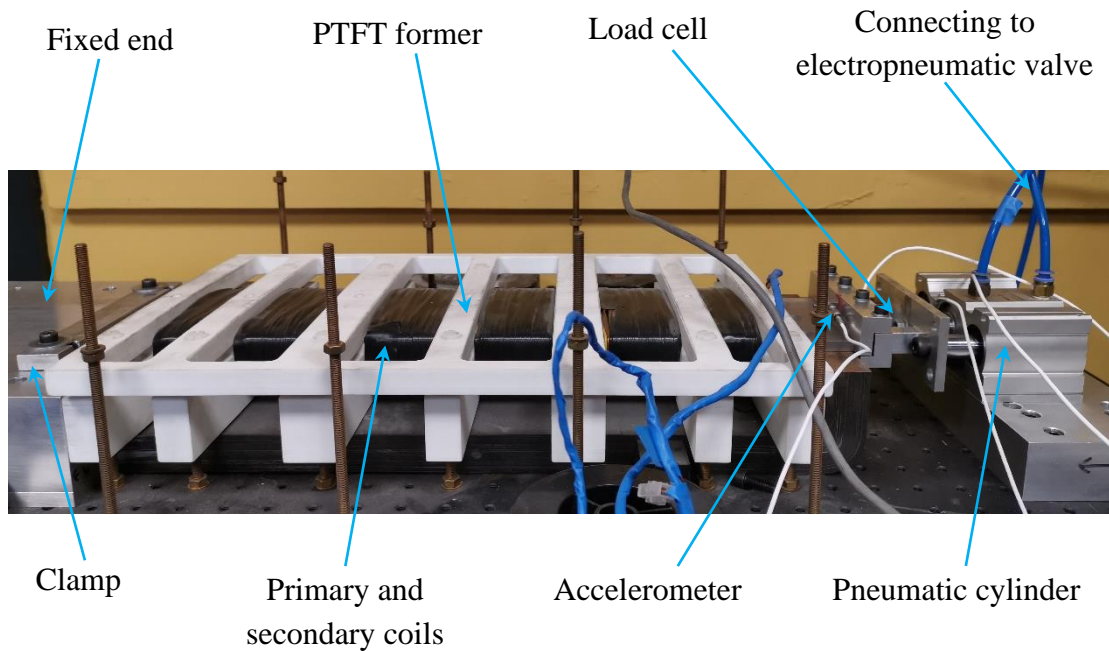 Fixed end
PTFT former
Load cell
Connecting to
electropneumatic valve
Clamp
Primary and
secondary coils
Accelerometer
Pneumatic cylinder